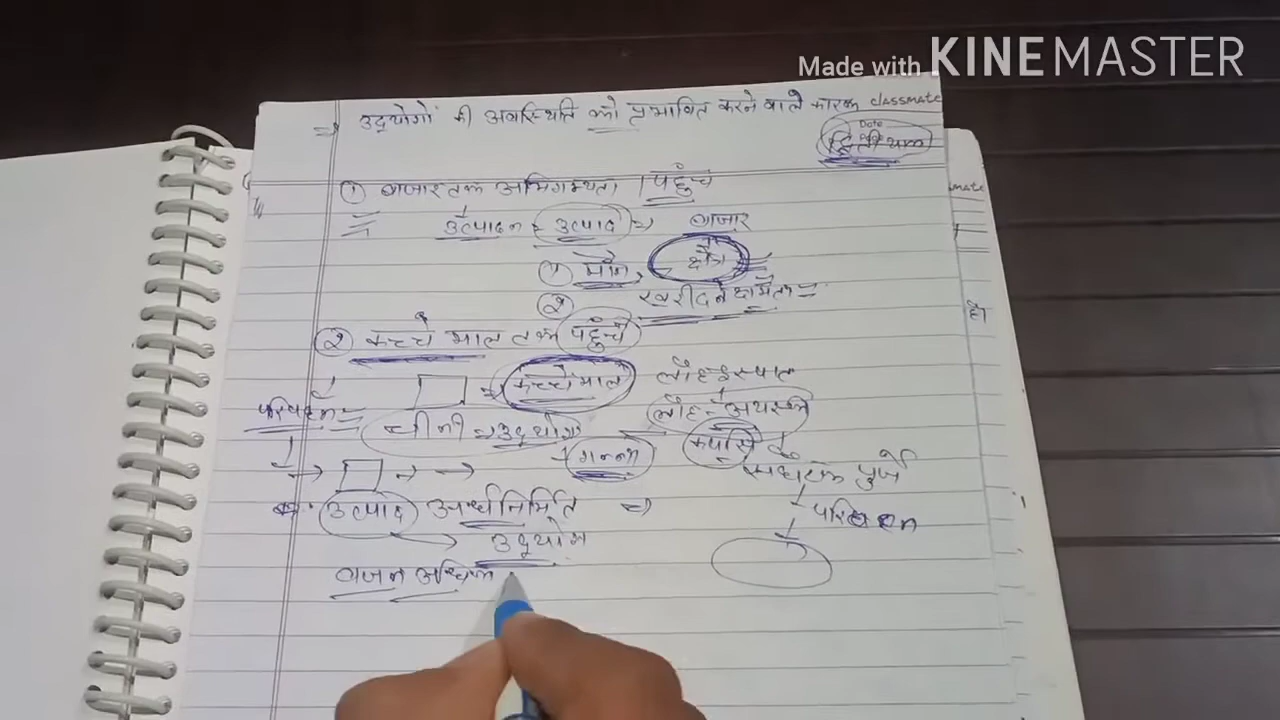 Made with KINEMASTER
=> उद्योगों की अवस्थिति को प्रभावित करने वाले कारक classmate
Date
① बाजार तक अभिगम्यता / पहुँच
उत्पादन = उत्पाद => बाजार
① माँग, क्षेत्र
② खरीदने क्षमता =
② कच्चे माल तक पहुँच
=> कच्चेमाल लौहइस्पात
परिवहन = चीनी => उद्योग लौह-अयस्क
गन्ना कपास
सहायक पुर्जे
उत्पाद अर्धनिर्मित => परिवहन
उद्योग
वजन अधिक
हो